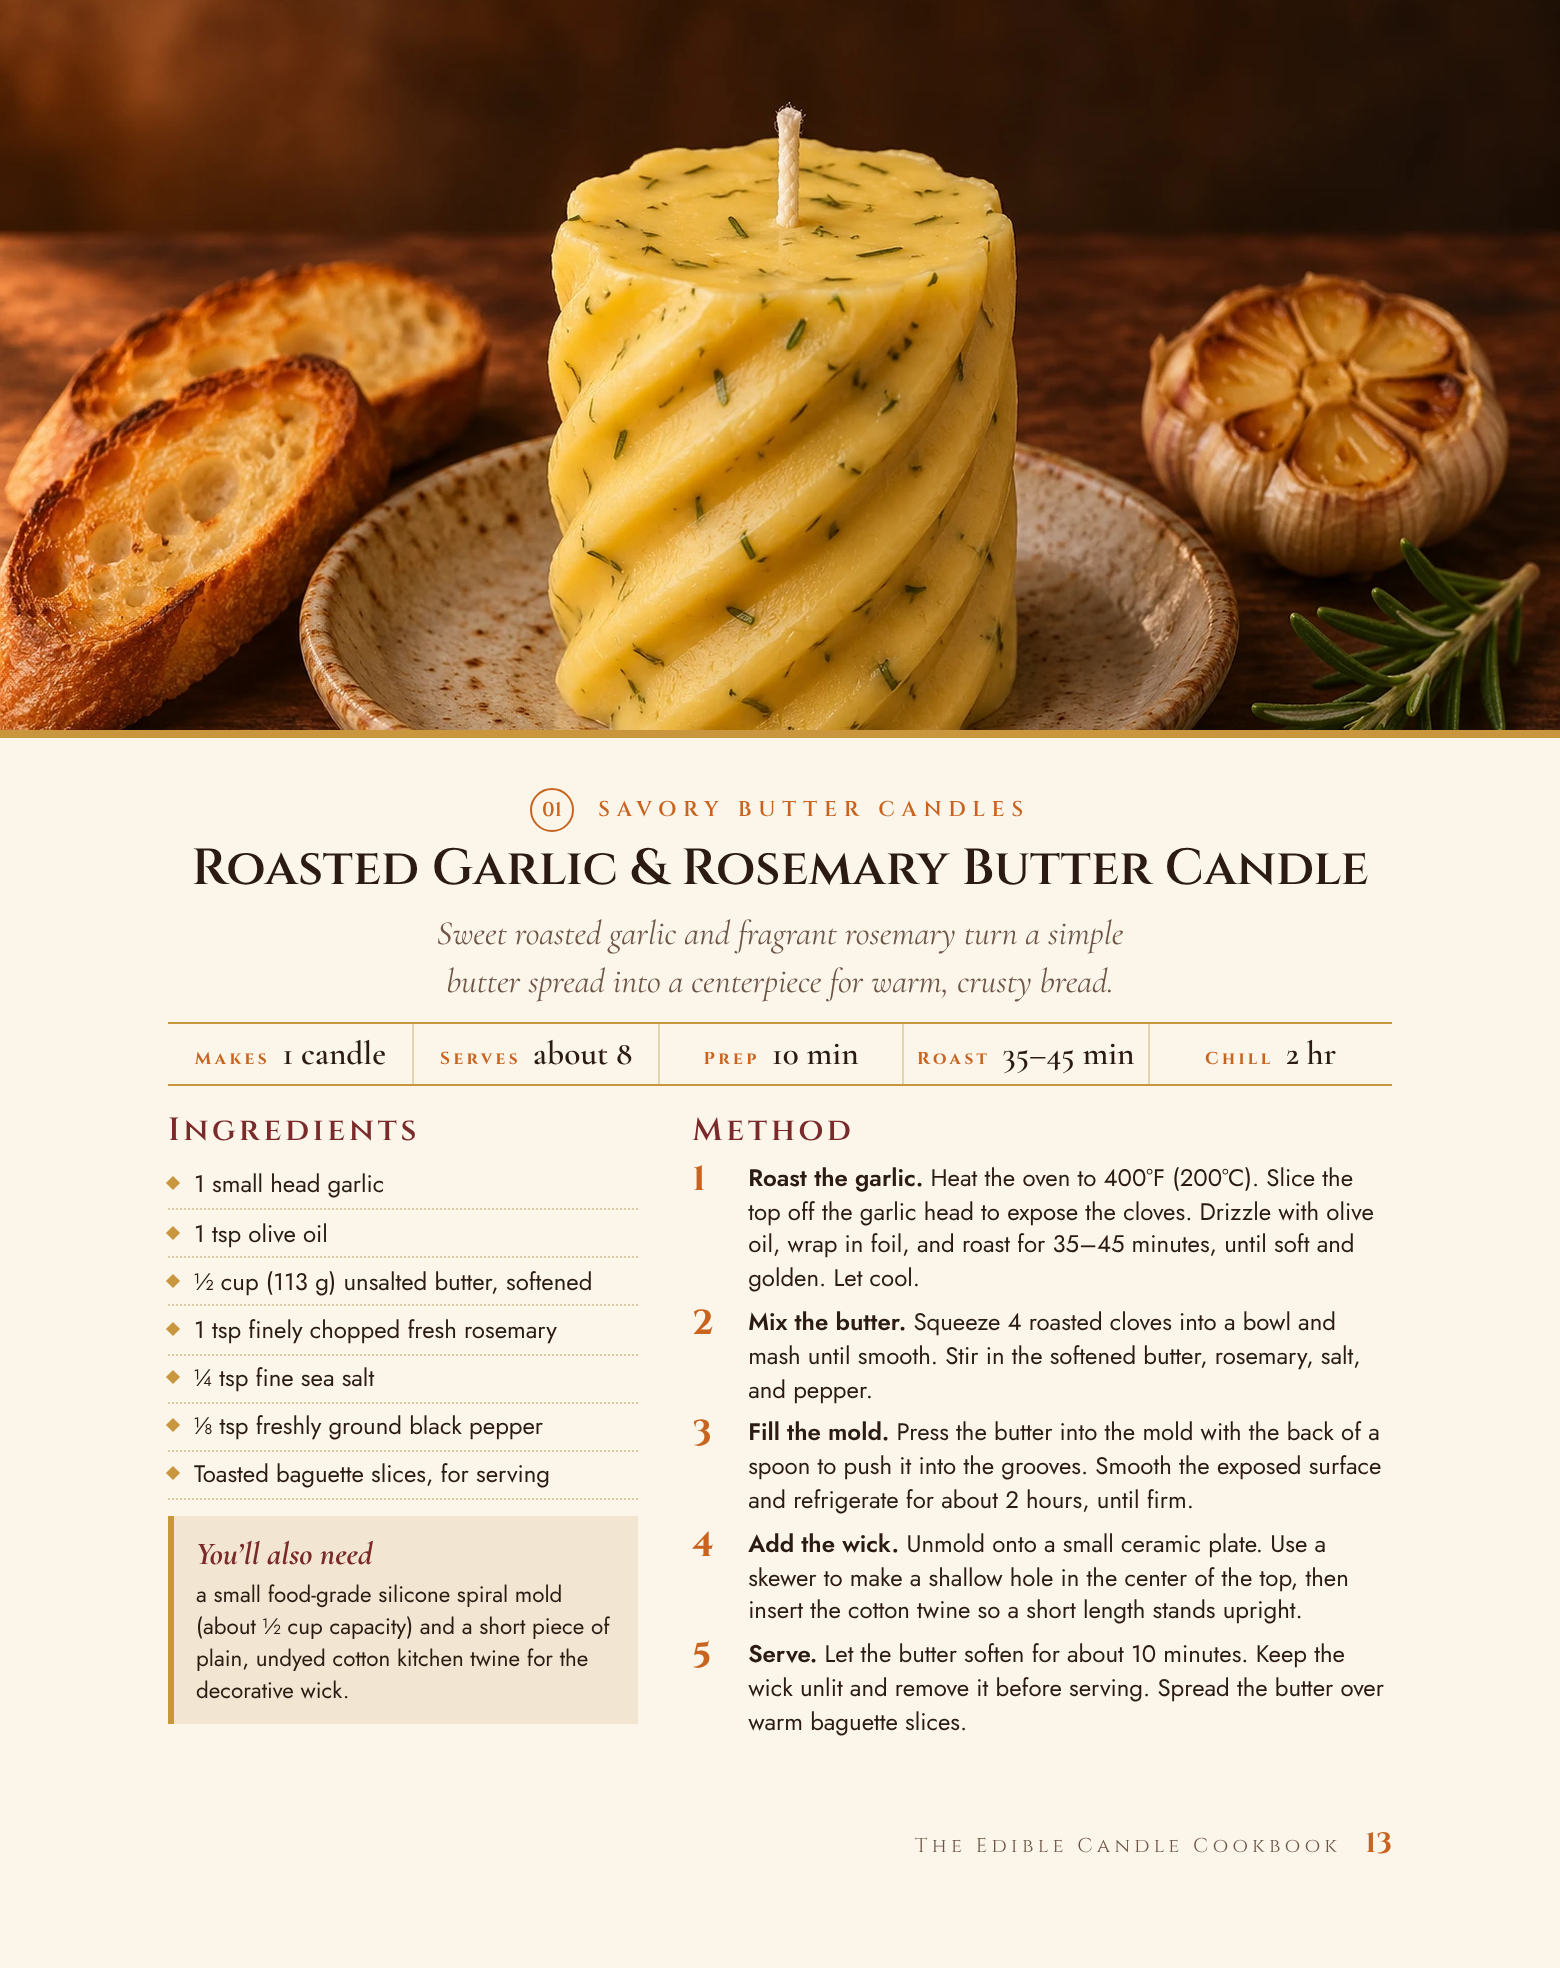 01 SAVORY BUTTER CANDLES
Roasted Garlic & Rosemary Butter Candle
Sweet roasted garlic and fragrant rosemary turn a simple
butter spread into a centerpiece for warm, crusty bread.
Makes 1 candle Serves about 8 Prep 10 min Roast 35–45 min Chill 2 hr
Ingredients
1 small head garlic
1 tsp olive oil
½ cup (113 g) unsalted butter, softened
1 tsp finely chopped fresh rosemary
¼ tsp fine sea salt
⅛ tsp freshly ground black pepper
Toasted baguette slices, for serving
You’ll also need
a small food-grade silicone spiral mold
(about ½ cup capacity) and a short piece of
plain, undyed cotton kitchen twine for the
decorative wick.
Method
1 Roast the garlic. Heat the oven to 400°F (200°C). Slice the
top off the garlic head to expose the cloves. Drizzle with olive
oil, wrap in foil, and roast for 35–45 minutes, until soft and
golden. Let cool.
2 Mix the butter. Squeeze 4 roasted cloves into a bowl and
mash until smooth. Stir in the softened butter, rosemary, salt,
and pepper.
3 Fill the mold. Press the butter into the mold with the back of a
spoon to push it into the grooves. Smooth the exposed surface
and refrigerate for about 2 hours, until firm.
4 Add the wick. Unmold onto a small ceramic plate. Use a
skewer to make a shallow hole in the center of the top, then
insert the cotton twine so a short length stands upright.
5 Serve. Let the butter soften for about 10 minutes. Keep the
wick unlit and remove it before serving. Spread the butter over
warm baguette slices.
The Edible Candle Cookbook 13